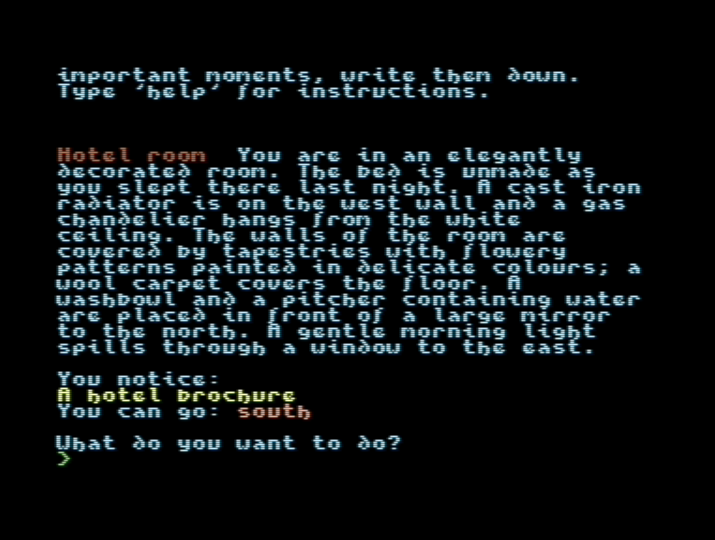 important moments, write them down.
Type 'help' for instructions.
Hotel room  You are in an elegantly
decorated room. The bed is unmade as
you slept there last night. A cast iron
radiator is on the west wall and a gas
chandelier hangs from the white
ceiling. The walls of the room are
covered by tapestries with flowery
patterns painted in delicate colours; a
wool carpet covers the floor. A
washbowl and a pitcher containing water
are placed in front of a large mirror
to the north. A gentle morning light
spills through a window to the east.
You notice:
A hotel brochure
You can go: south
What do you want to do?
>